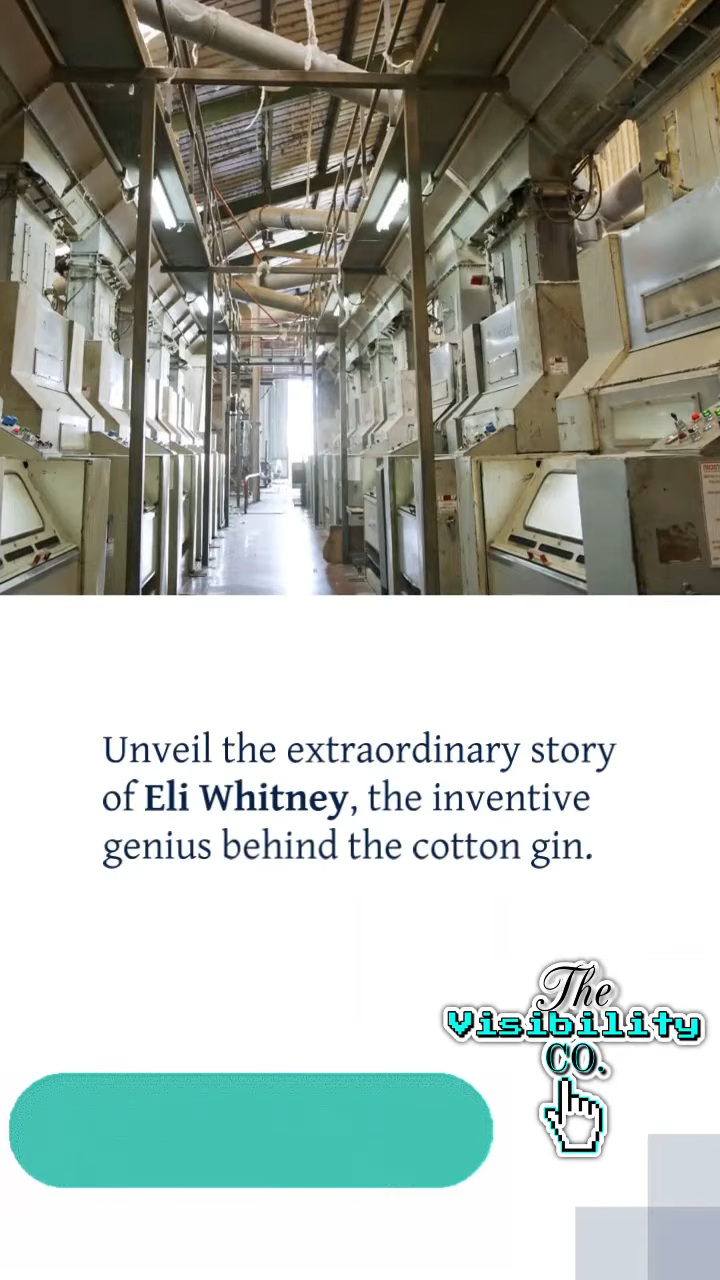 Unveil the extraordinary story
of Eli Whitney, the inventive
genius behind the cotton gin.
The
Visibility
CO.